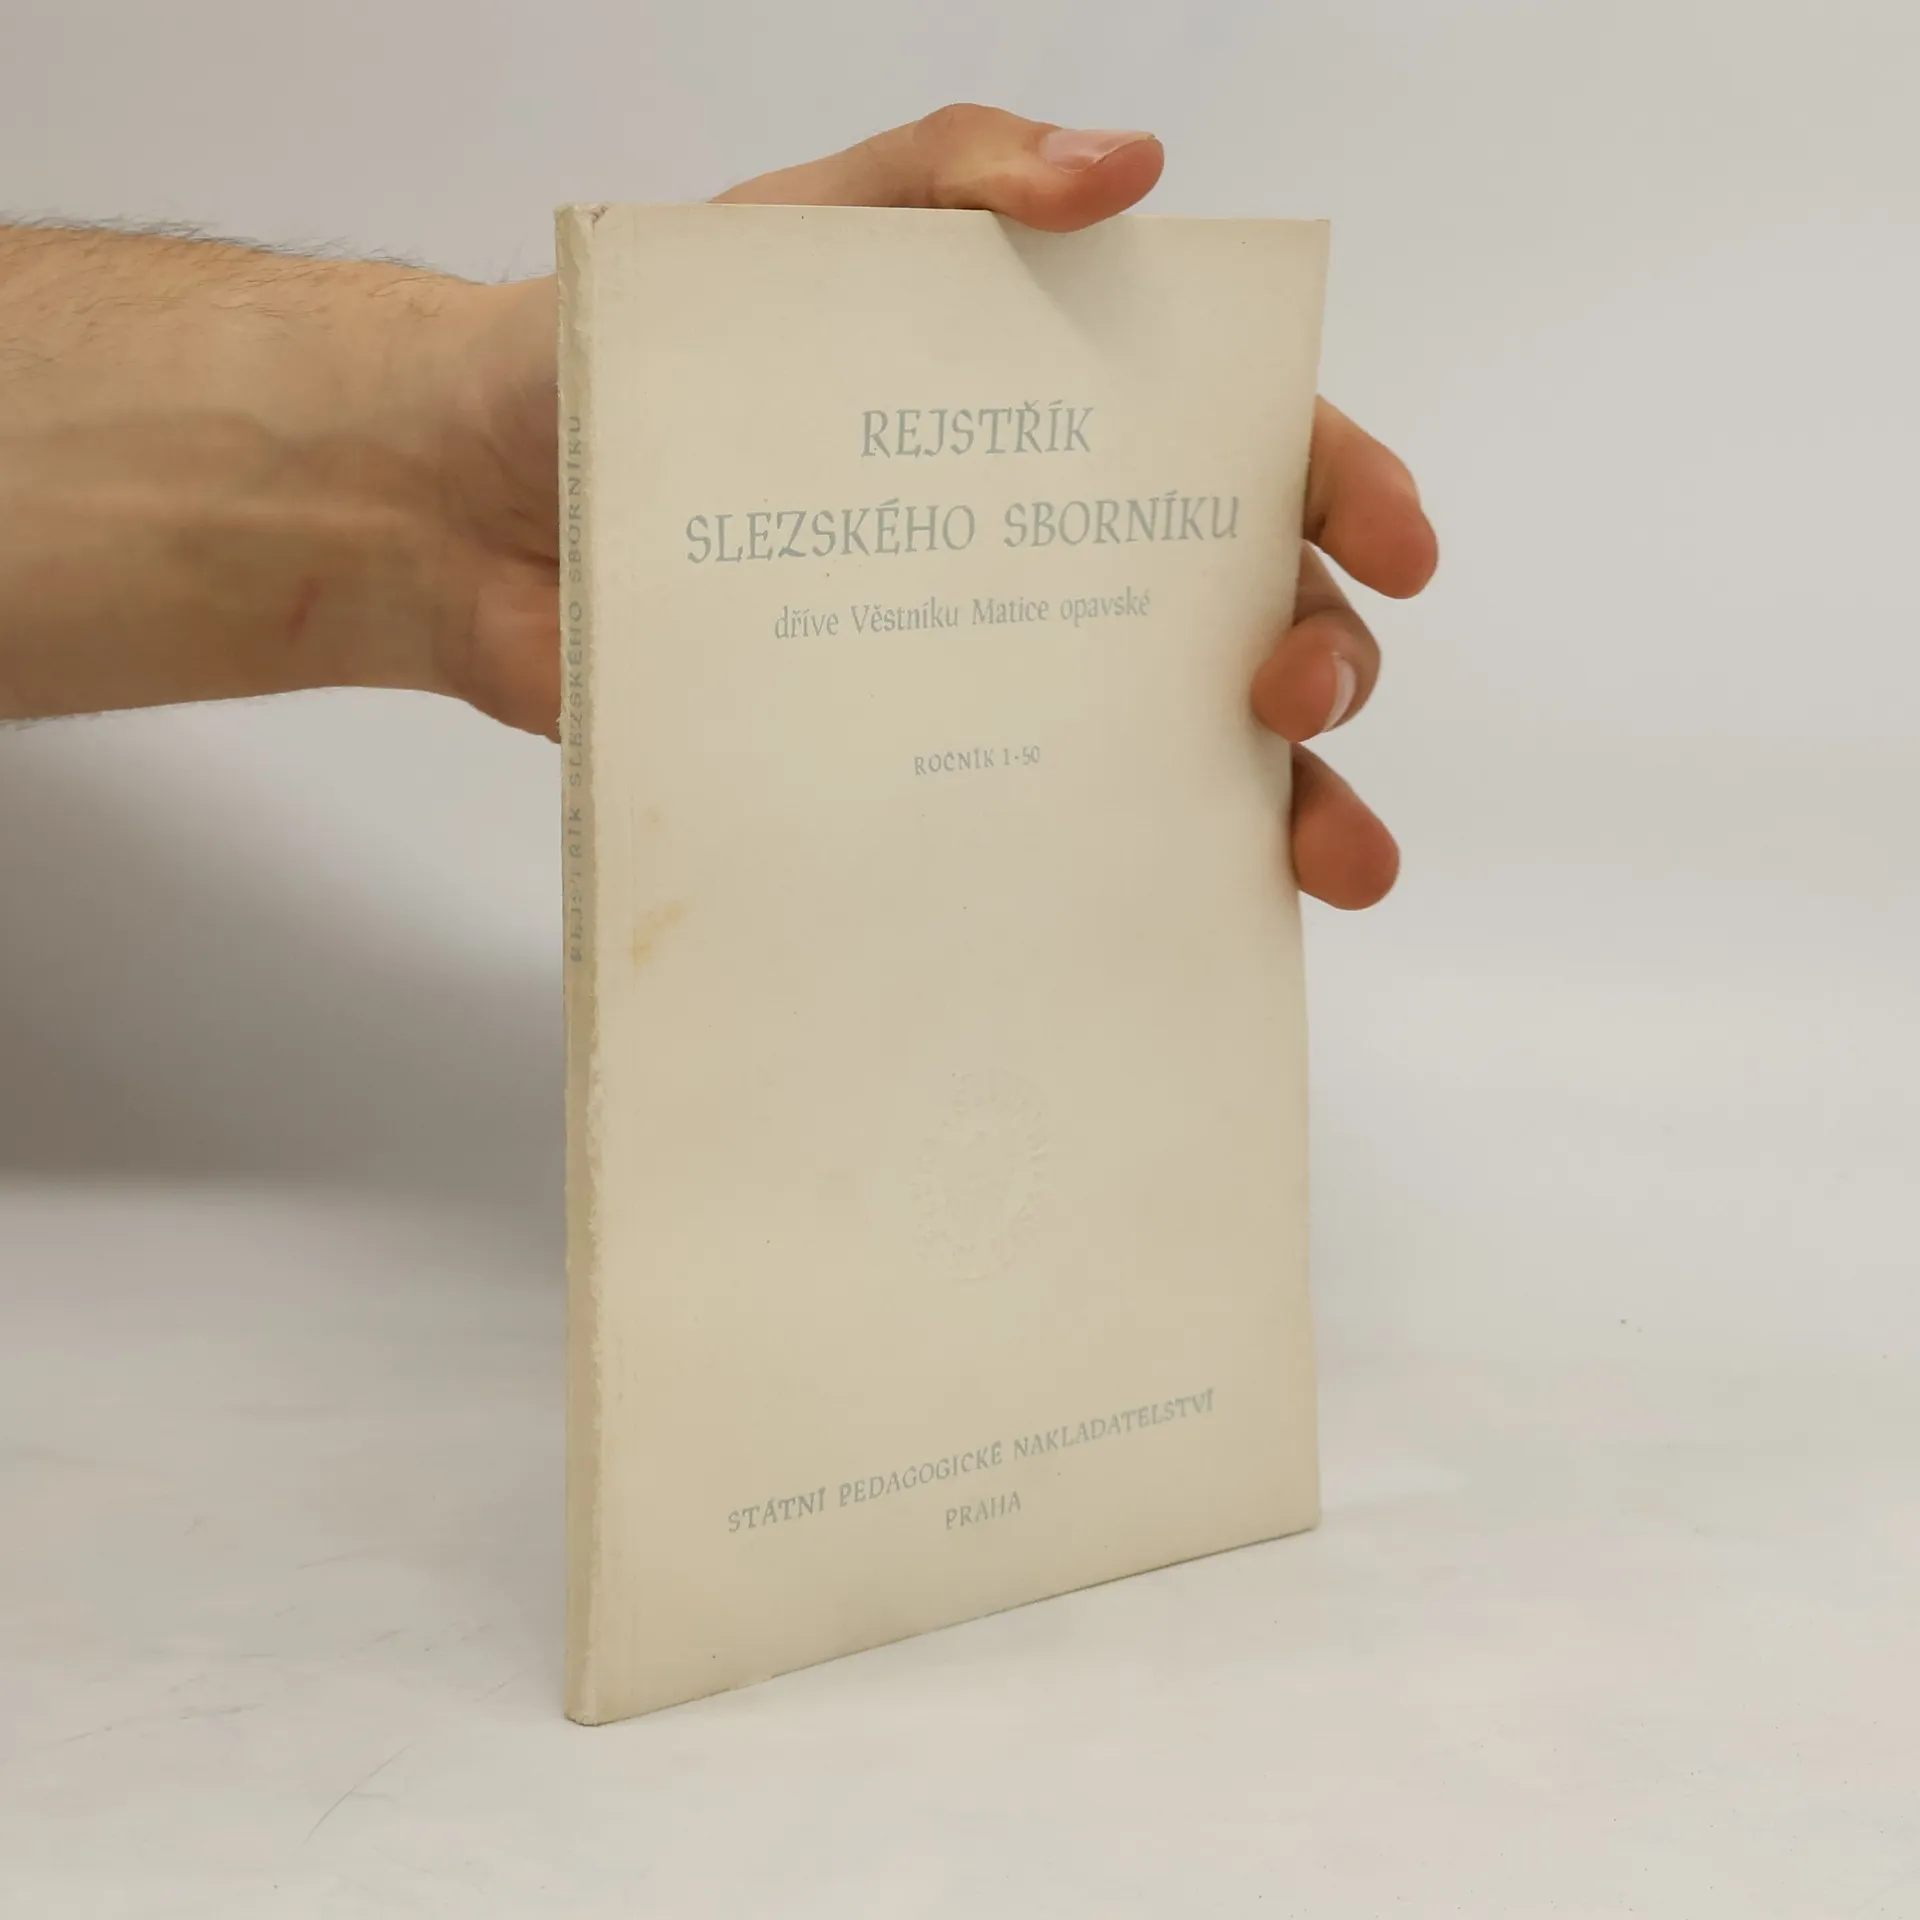 REJSTŘÍK
SLEZSKÉHO SBORNÍKU
dříve Věstníku Matice opavské
ROČNÍK 1-50
STÁTNÍ PEDAGOGICKÉ NAKLADATELSTVÍ
PRAHA
REJSTŘÍK SLEZSKÉHO SBORNÍKU